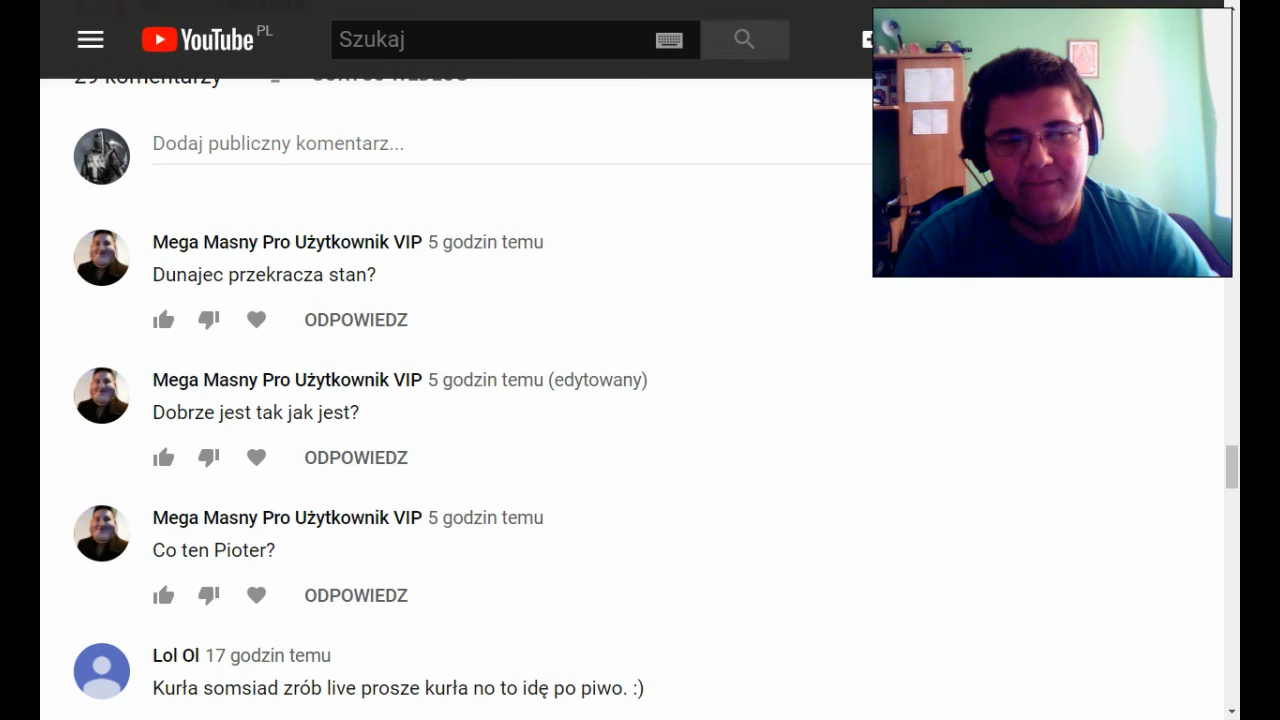 YouTube PL
Szukaj
29 komentarzy SORTUJ WEDŁUG
Dodaj publiczny komentarz...
Mega Masny Pro Użytkownik VIP 5 godzin temu
Dunajec przekracza stan?
ODPOWIEDZ
Mega Masny Pro Użytkownik VIP 5 godzin temu (edytowany)
Dobrze jest tak jak jest?
ODPOWIEDZ
Mega Masny Pro Użytkownik VIP 5 godzin temu
Co ten Pioter?
ODPOWIEDZ
Lol Ol 17 godzin temu
Kurła somsiad zrób live prosze kurła no to idę po piwo. :)